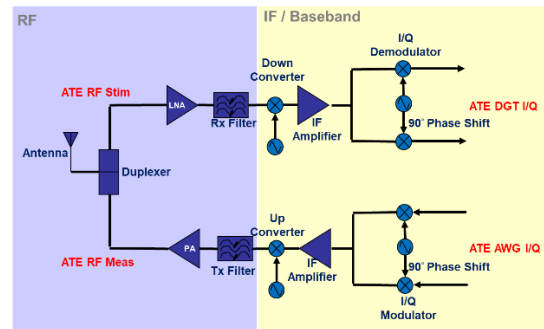 RF
IF / Baseband
I/Q
Demodulator
Down
Converter
ATE RF Stim
LNA
Rx Filter
IF
Amplifier
ATE DGT I/Q
90° Phase Shift
Antenna
Duplexer
Up
Converter
ATE RF Meas
PA
Tx Filter
IF
Amplifier
ATE AWG I/Q
90° Phase Shift
I/Q
Modulator